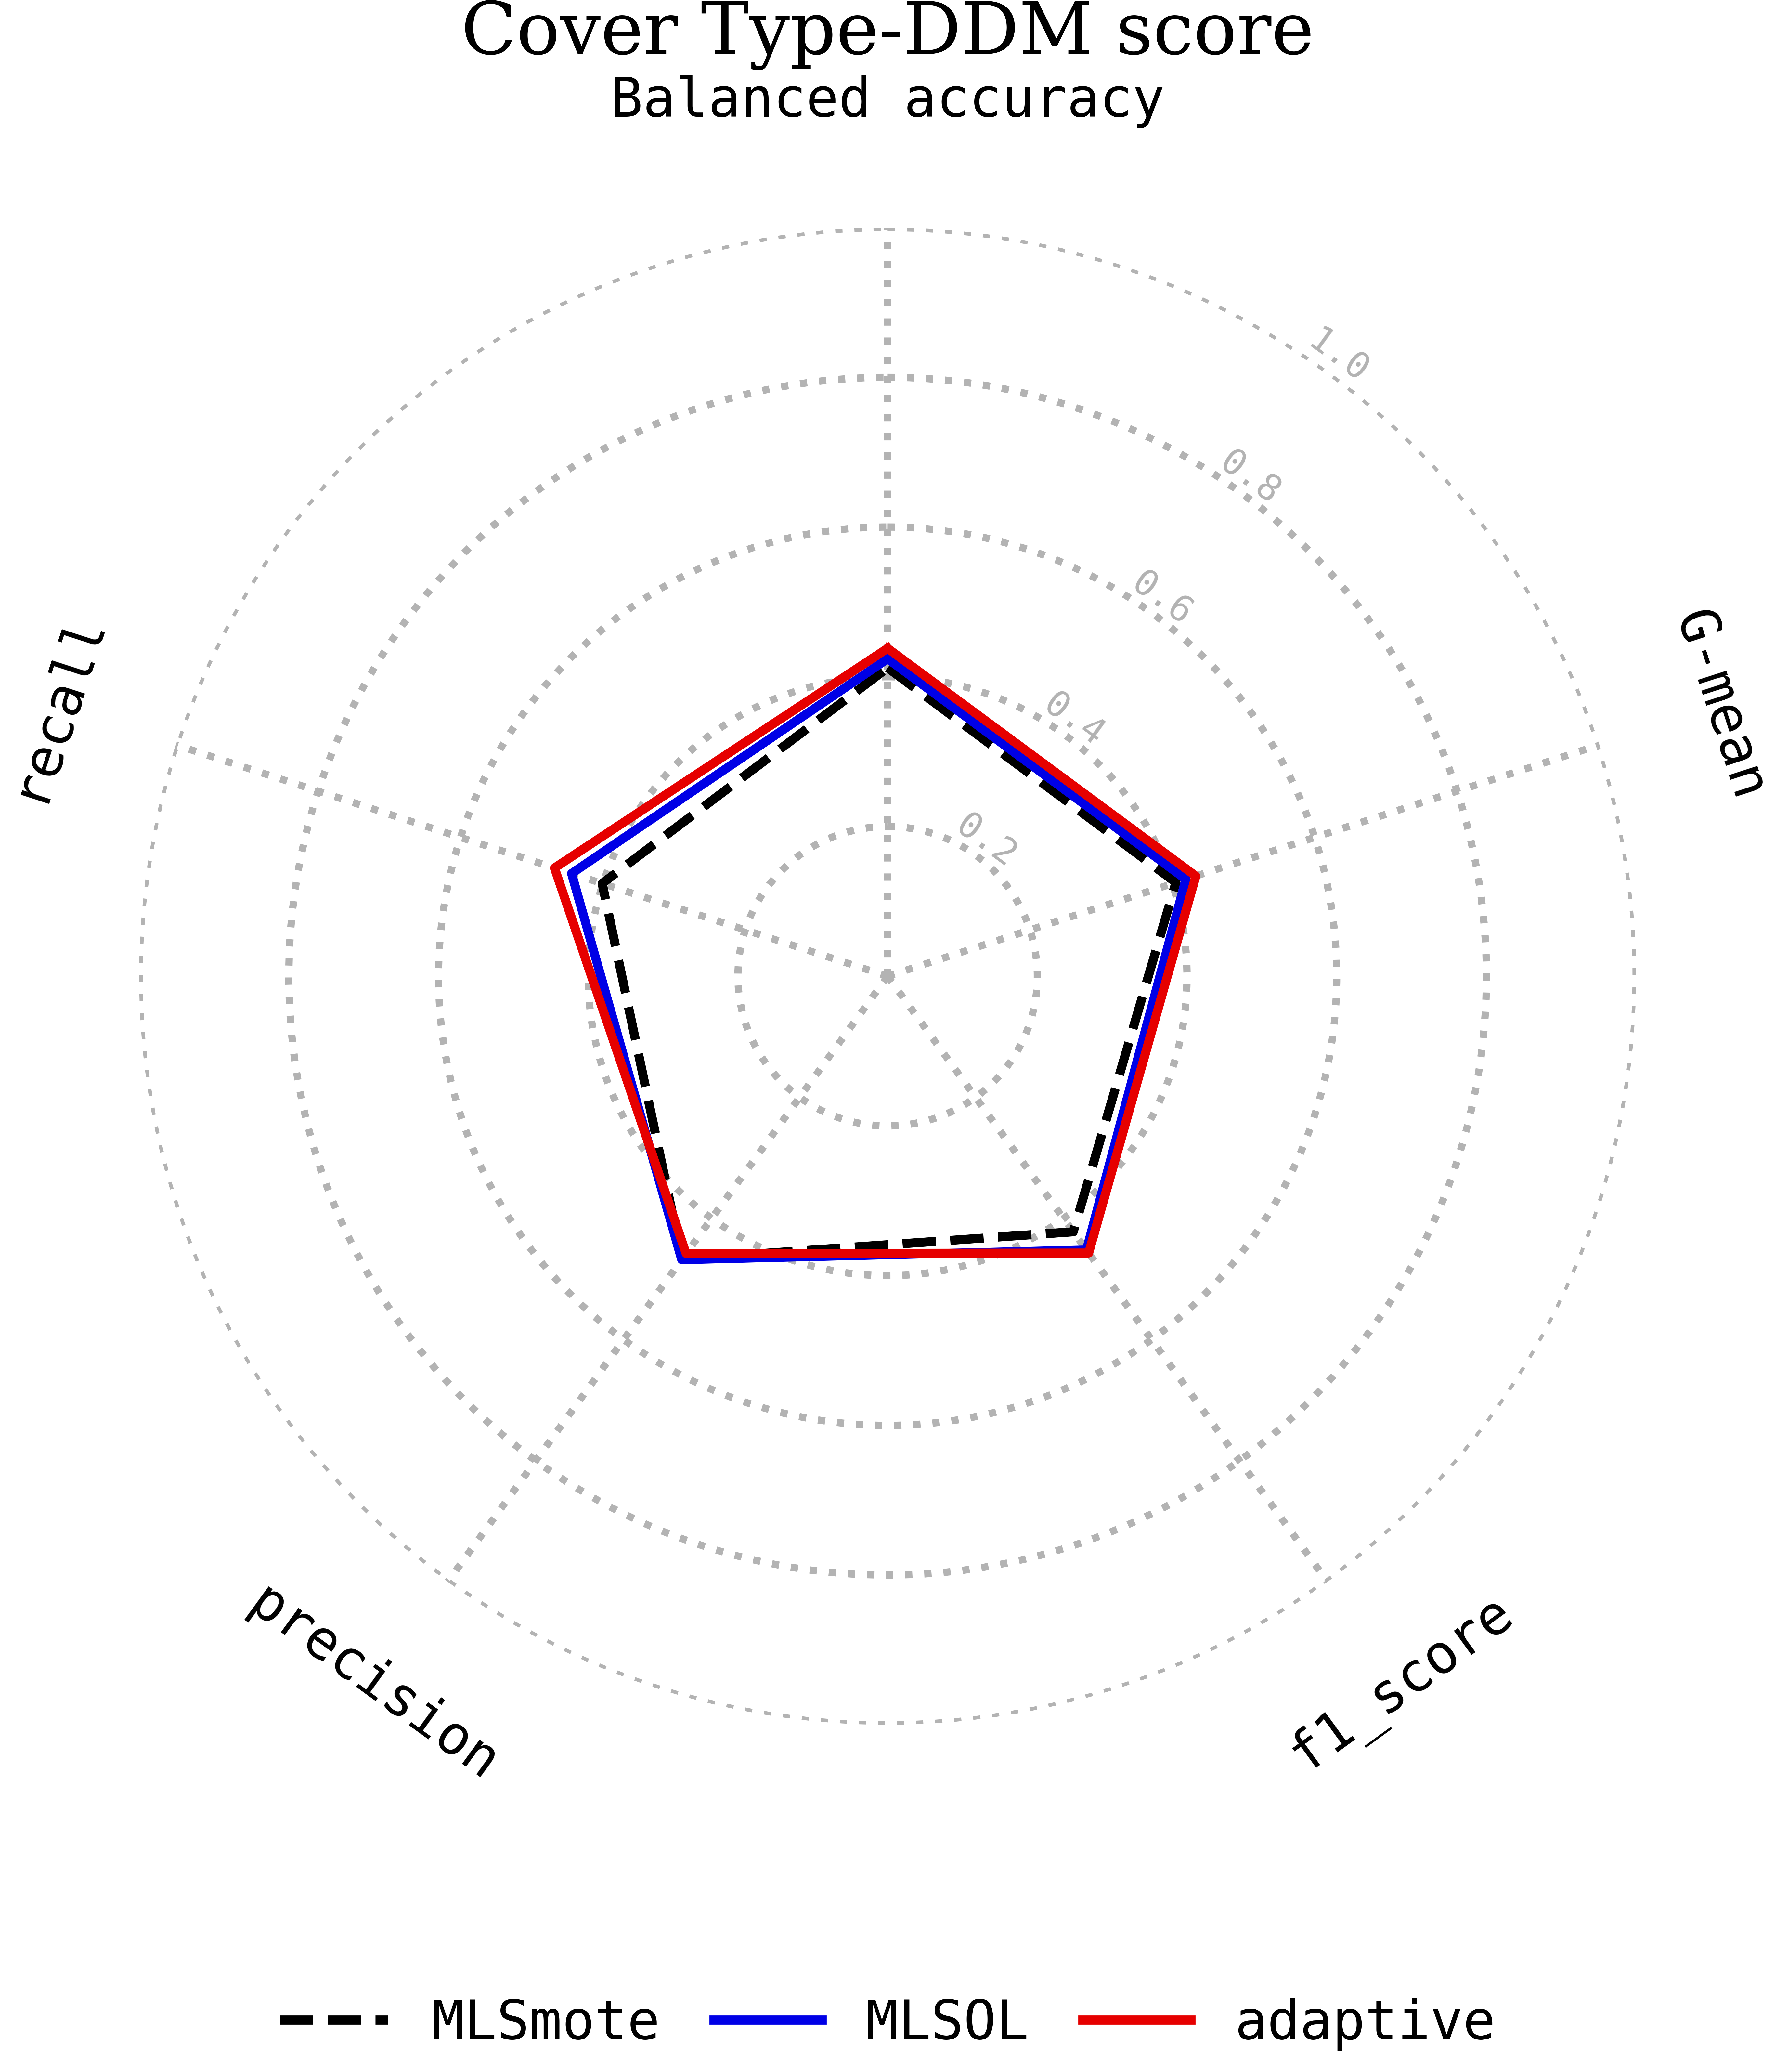 Cover Type-DDM score
Balanced accuracy
1.0
0.8
0.6
0.4
0.2
recall
G-mean
precision
f1_score
MLSmote
MLSOL
adaptive